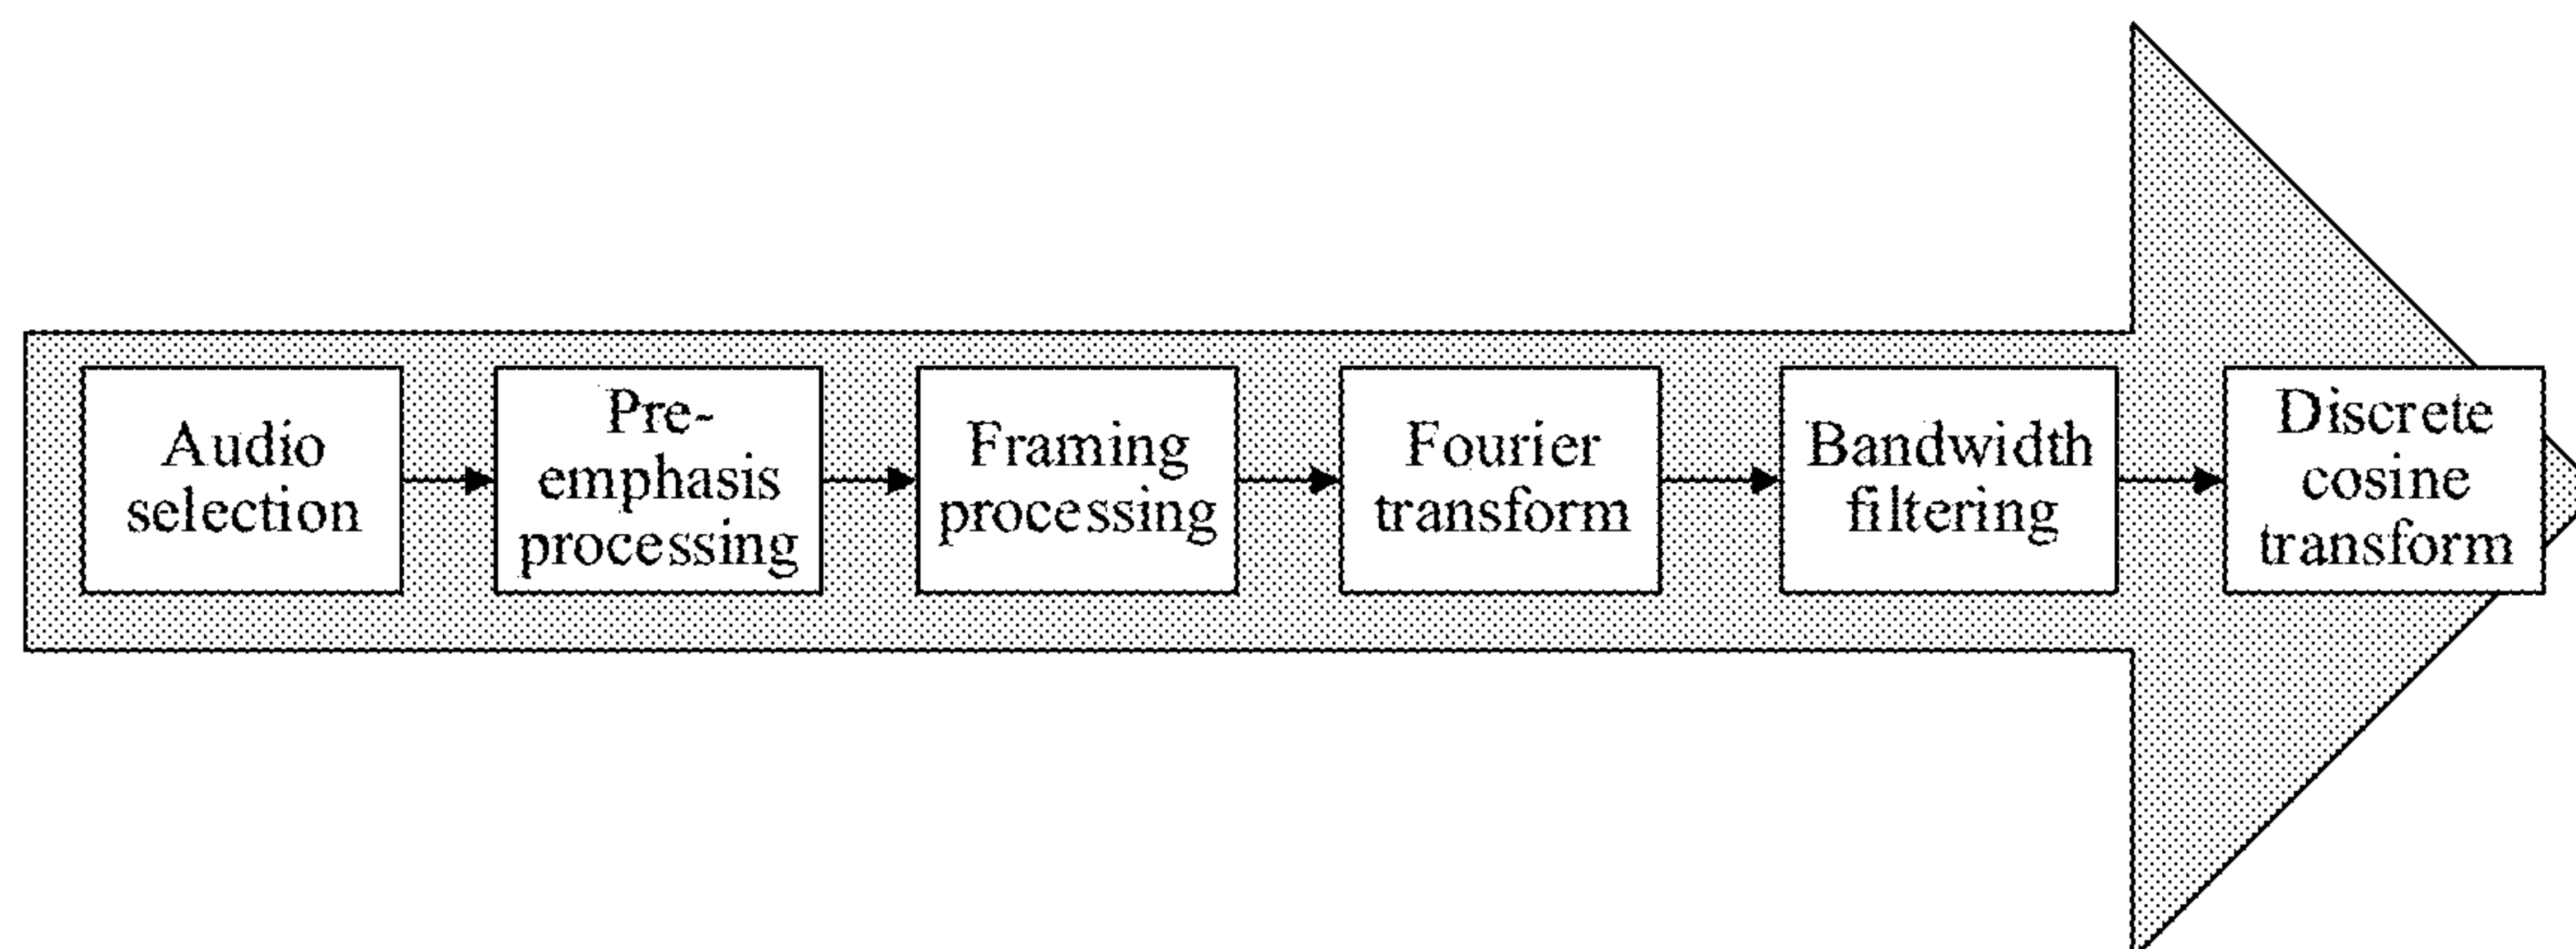 Audio
selection
Pre-
emphasis
processing
Framing
processing
Fourier
transform
Bandwidth
filtering
Discrete
cosine
transform